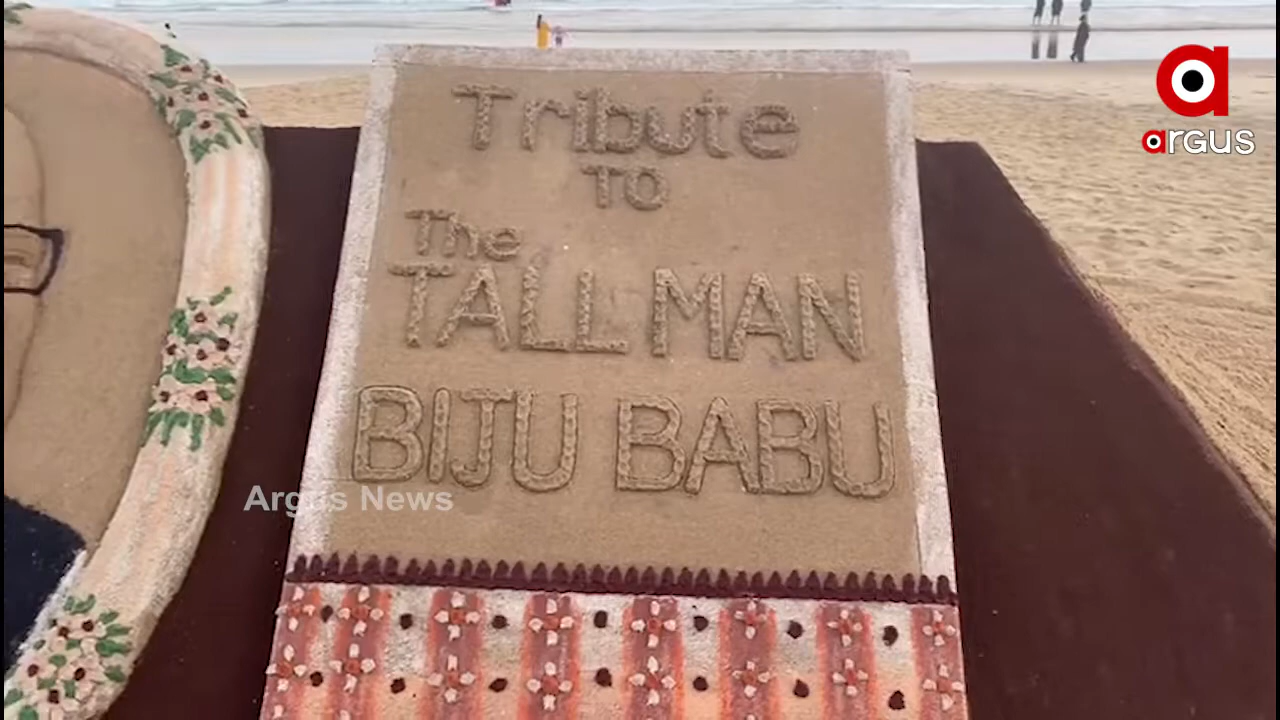 Tribute
TO
The
TALL MAN
BIJU BABU
argus
Argus News